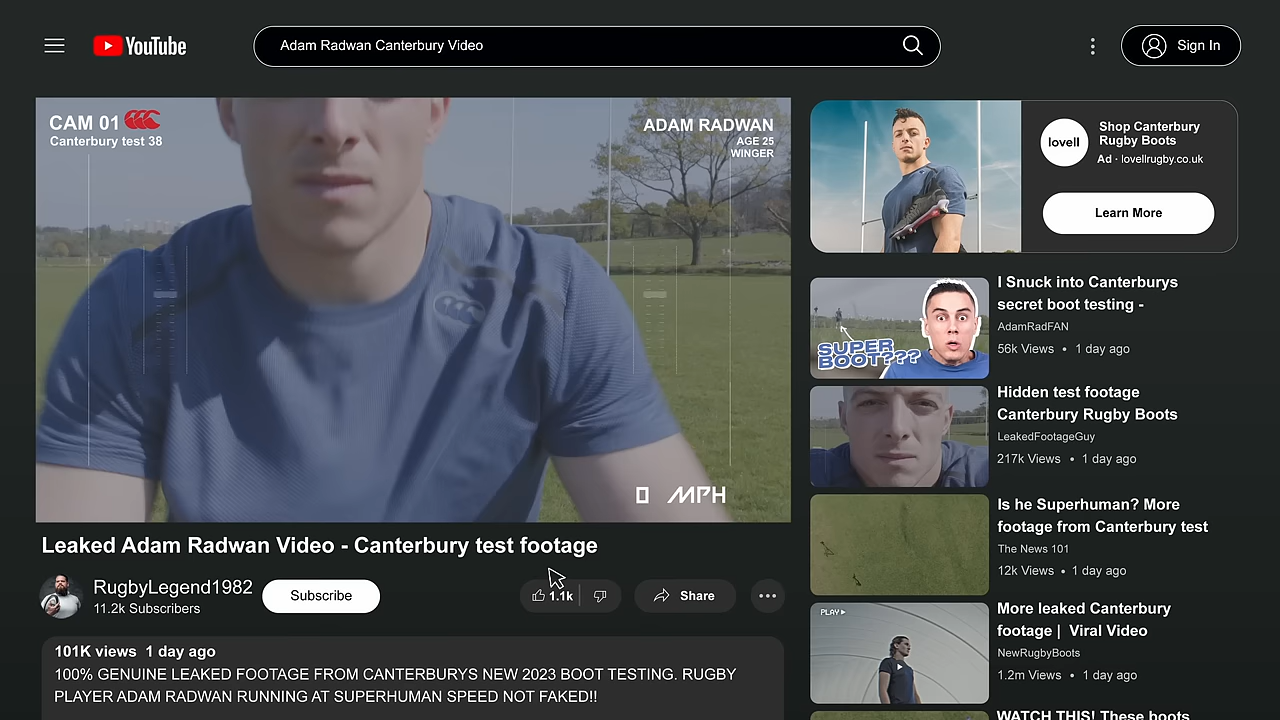 YouTube
Adam Radwan Canterbury Video
Sign In
CAM 01
Canterbury test 38
ADAM RADWAN
AGE 25
WINGER
0 MPH
Leaked Adam Radwan Video - Canterbury test footage
RugbyLegend1982
11.2k Subscribers
Subscribe
1.1k
Share
101K views 1 day ago
100% GENUINE LEAKED FOOTAGE FROM CANTERBURYS NEW 2023 BOOT TESTING. RUGBY
PLAYER ADAM RADWAN RUNNING AT SUPERHUMAN SPEED NOT FAKED!!
lovell
Shop Canterbury
Rugby Boots
Ad · lovellrugby.co.uk
Learn More
SUPER
BOOT???
I Snuck into Canterburys
secret boot testing -
AdamRadFAN
56k Views • 1 day ago
Hidden test footage
Canterbury Rugby Boots
LeakedFootageGuy
217k Views • 1 day ago
Is he Superhuman? More
footage from Canterbury test
The News 101
12k Views • 1 day ago
PLAY
More leaked Canterbury
footage | Viral Video
NewRugbyBoots
1.2m Views • 1 day ago
WATCH THIS! These boots